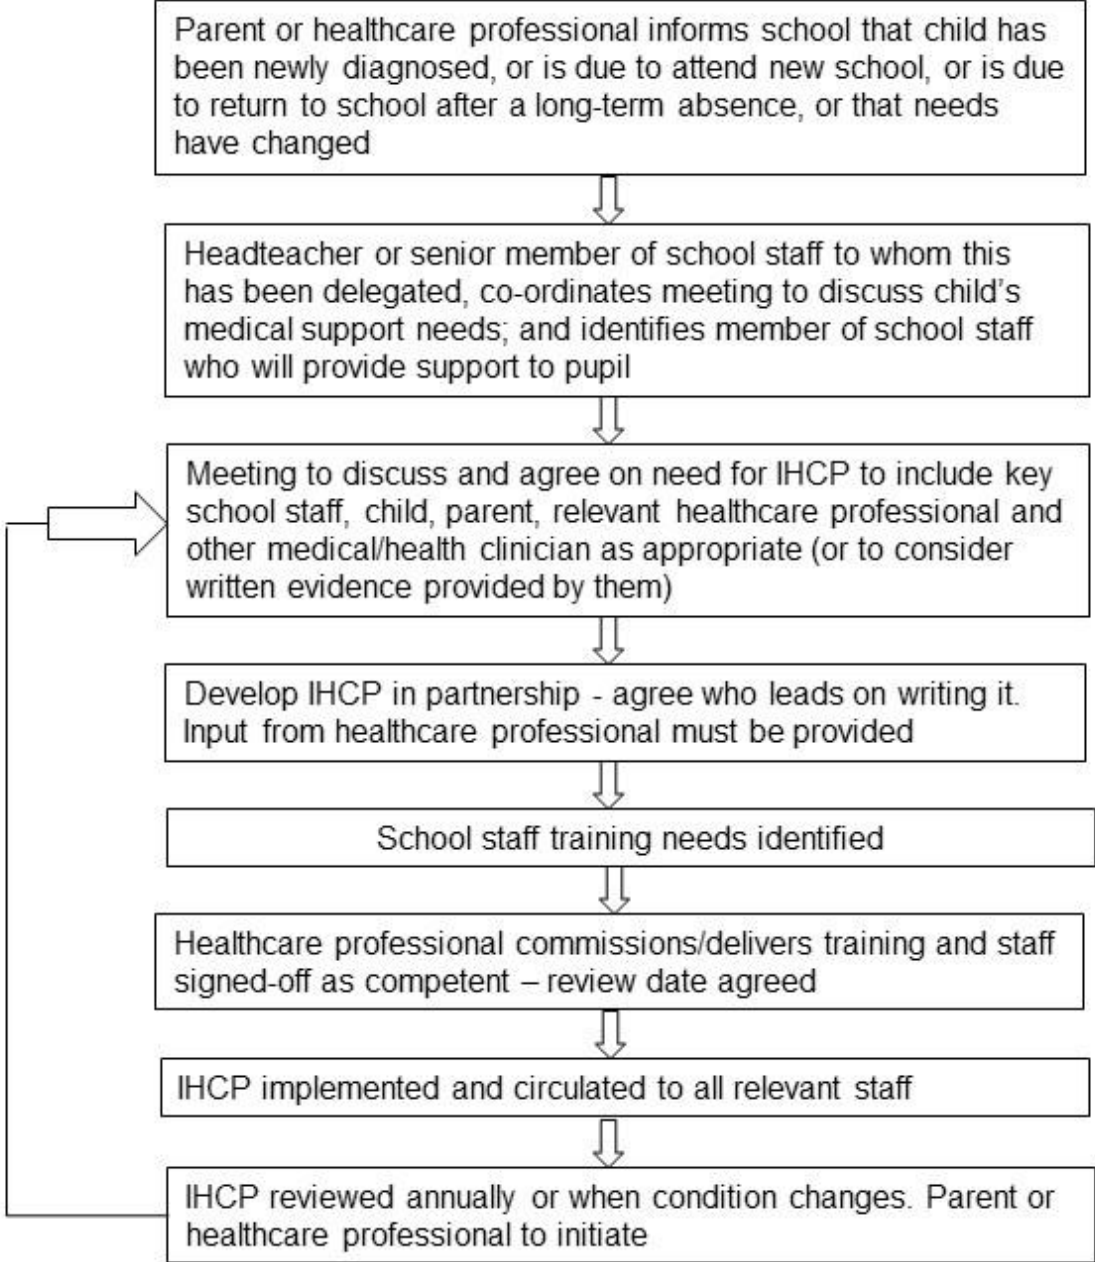 Parent or healthcare professional informs school that child has
been newly diagnosed, or is due to attend new school, or is due
to return to school after a long-term absence, or that needs
have changed
Headteacher or senior member of school staff to whom this
has been delegated, co-ordinates meeting to discuss child's
medical support needs; and identifies member of school staff
who will provide support to pupil
Meeting to discuss and agree on need for IHCP to include key
school staff, child, parent, relevant healthcare professional and
other medical/health clinician as appropriate (or to consider
written evidence provided by them)
Develop IHCP in partnership - agree who leads on writing it.
Input from healthcare professional must be provided
School staff training needs identified
Healthcare professional commissions/delivers training and staff
signed-off as competent – review date agreed
IHCP implemented and circulated to all relevant staff
IHCP reviewed annually or when condition changes. Parent or
healthcare professional to initiate